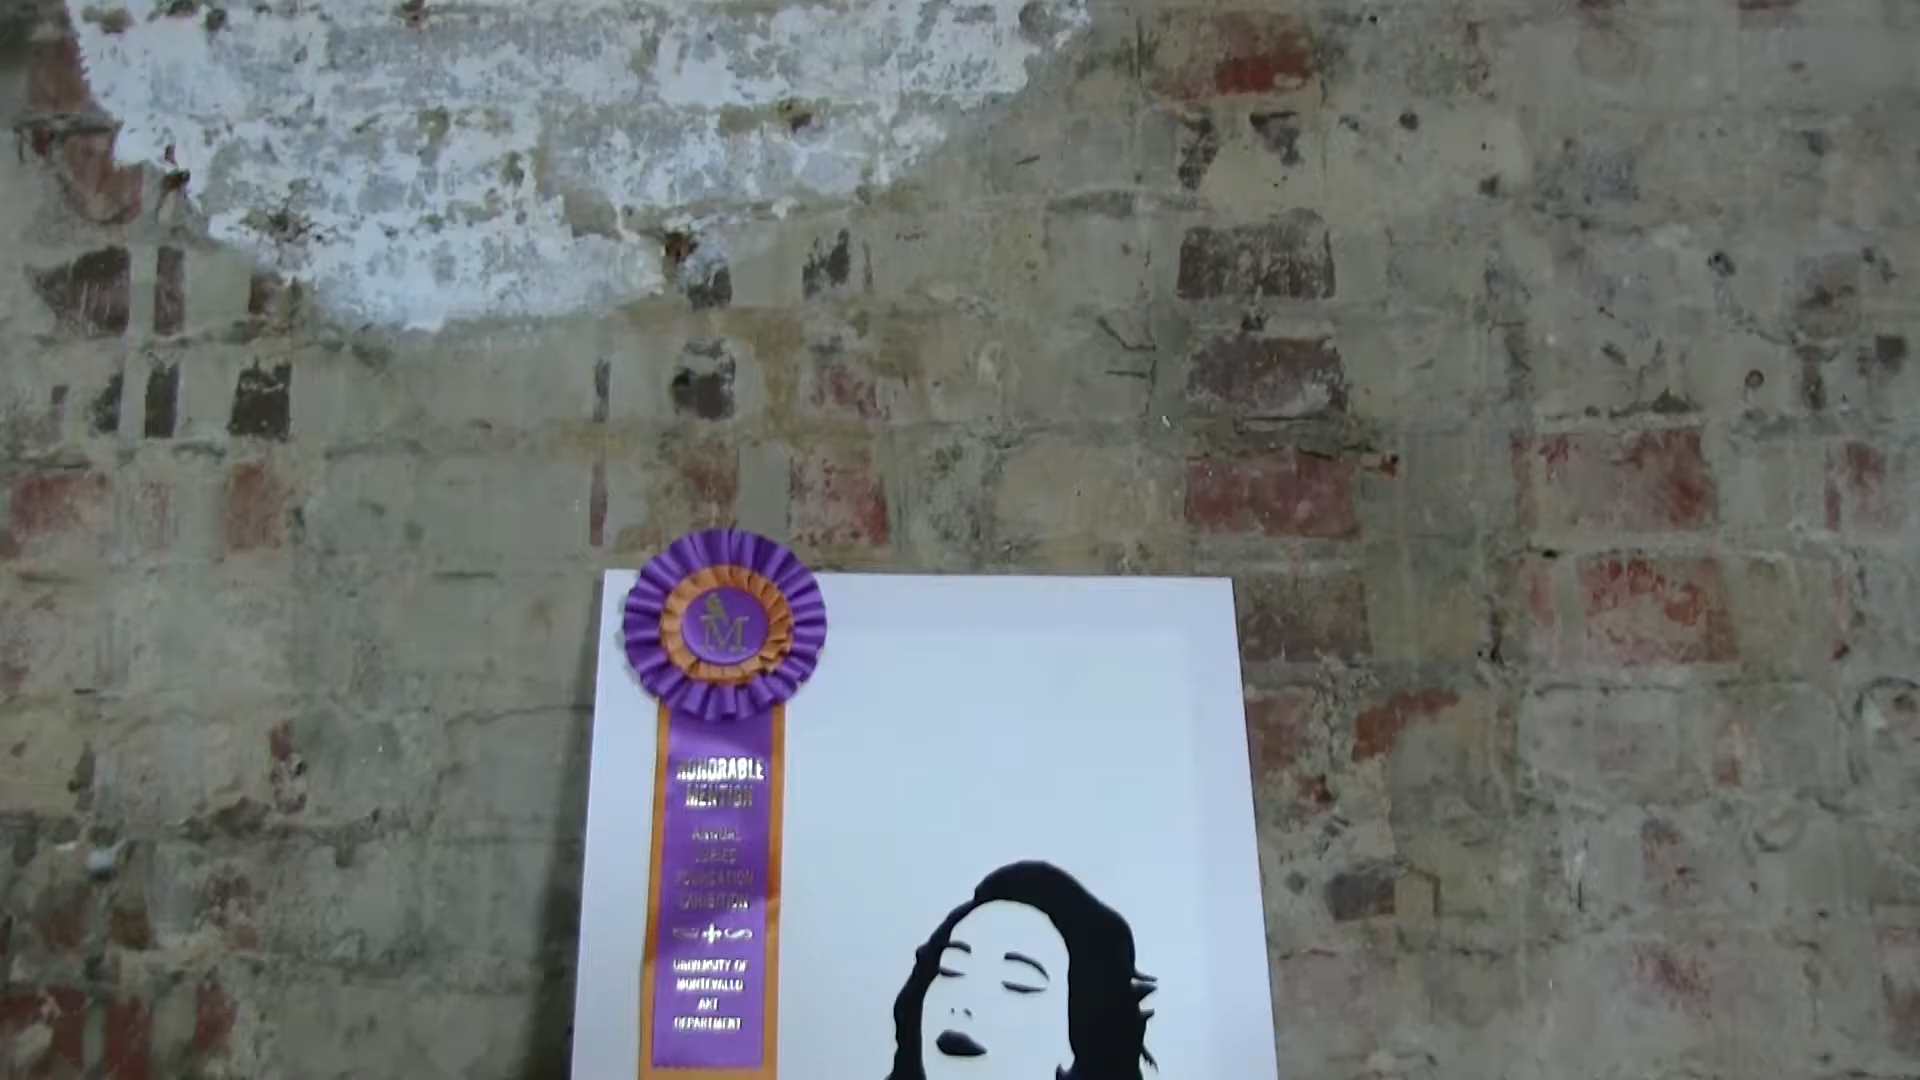 M
HONORABLE
MENTION
ANNUAL
JURIED
FOUNDATION
EXHIBITION
UNIVERSITY OF
MONTEVALLO
ART
DEPARTMENT